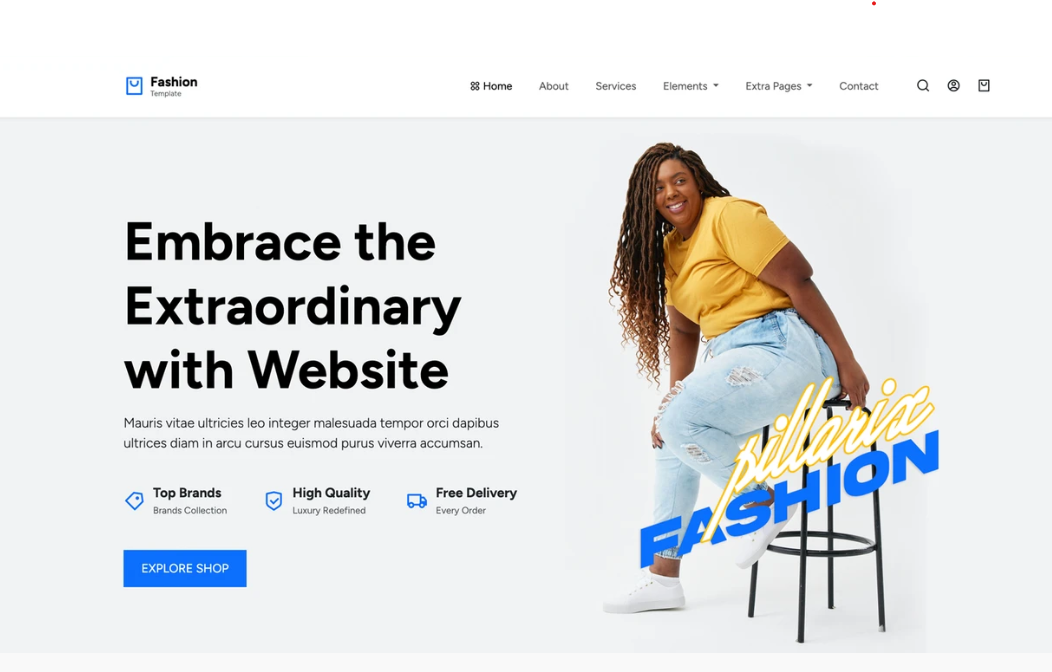 Fashion
Template
Home
About
Services
Elements
Extra Pages
Contact
Embrace the
Extraordinary
with Website
Mauris vitae ultricies leo integer malesuada tempor orci dapibus
ultrices diam in arcu cursus euismod purus viverra accumsan.
Top Brands
Brands Collection
High Quality
Luxury Redefined
Free Delivery
Every Order
EXPLORE SHOP
pillarix
FASHION